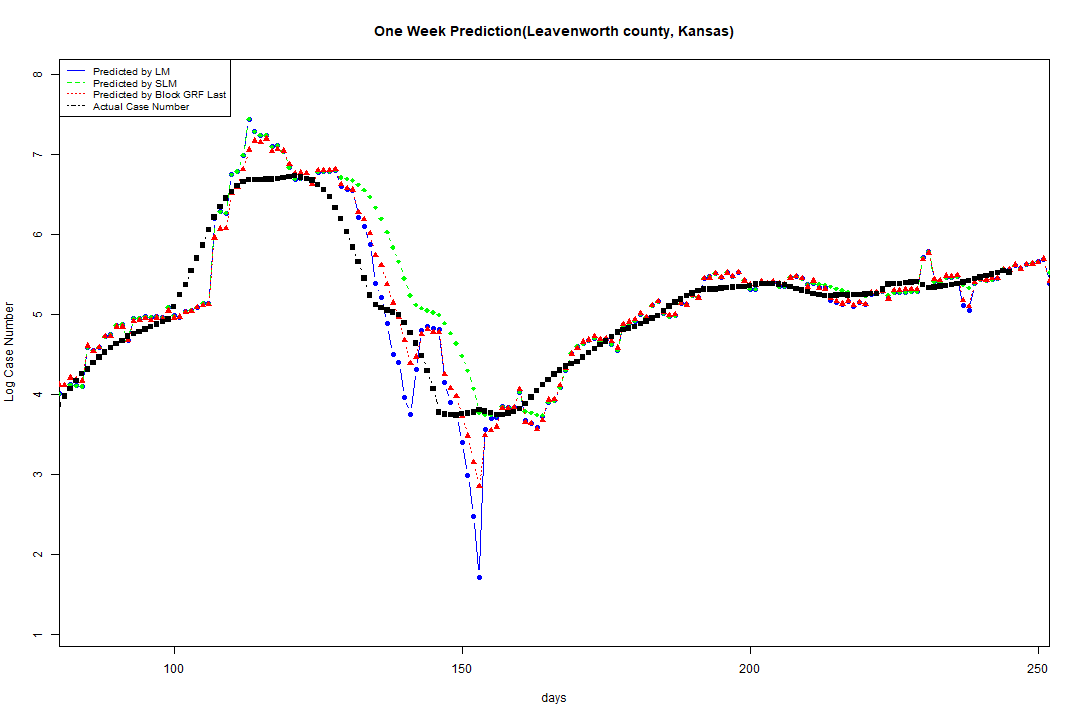 One Week Prediction(Leavenworth county, Kansas)
Predicted by LM
Predicted by SLM
Predicted by Block GRF Last
Actual Case Number
8
7
6
5
4
3
2
1
Log Case Number
100 150 200 250
days